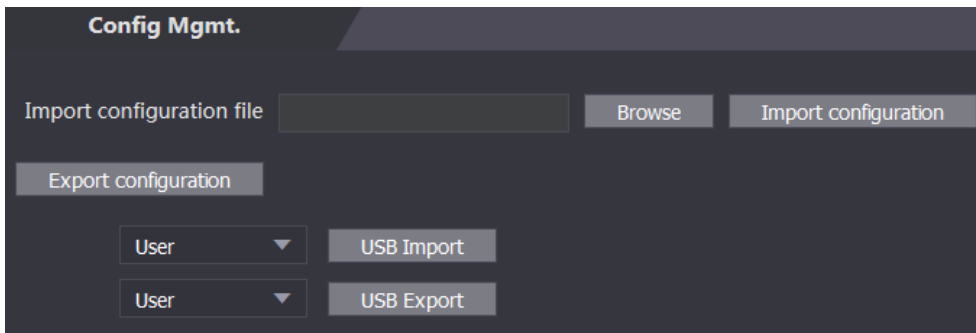 Config Mgmt.
Import configuration file Browse Import configuration
Export configuration
User USB Import
User USB Export